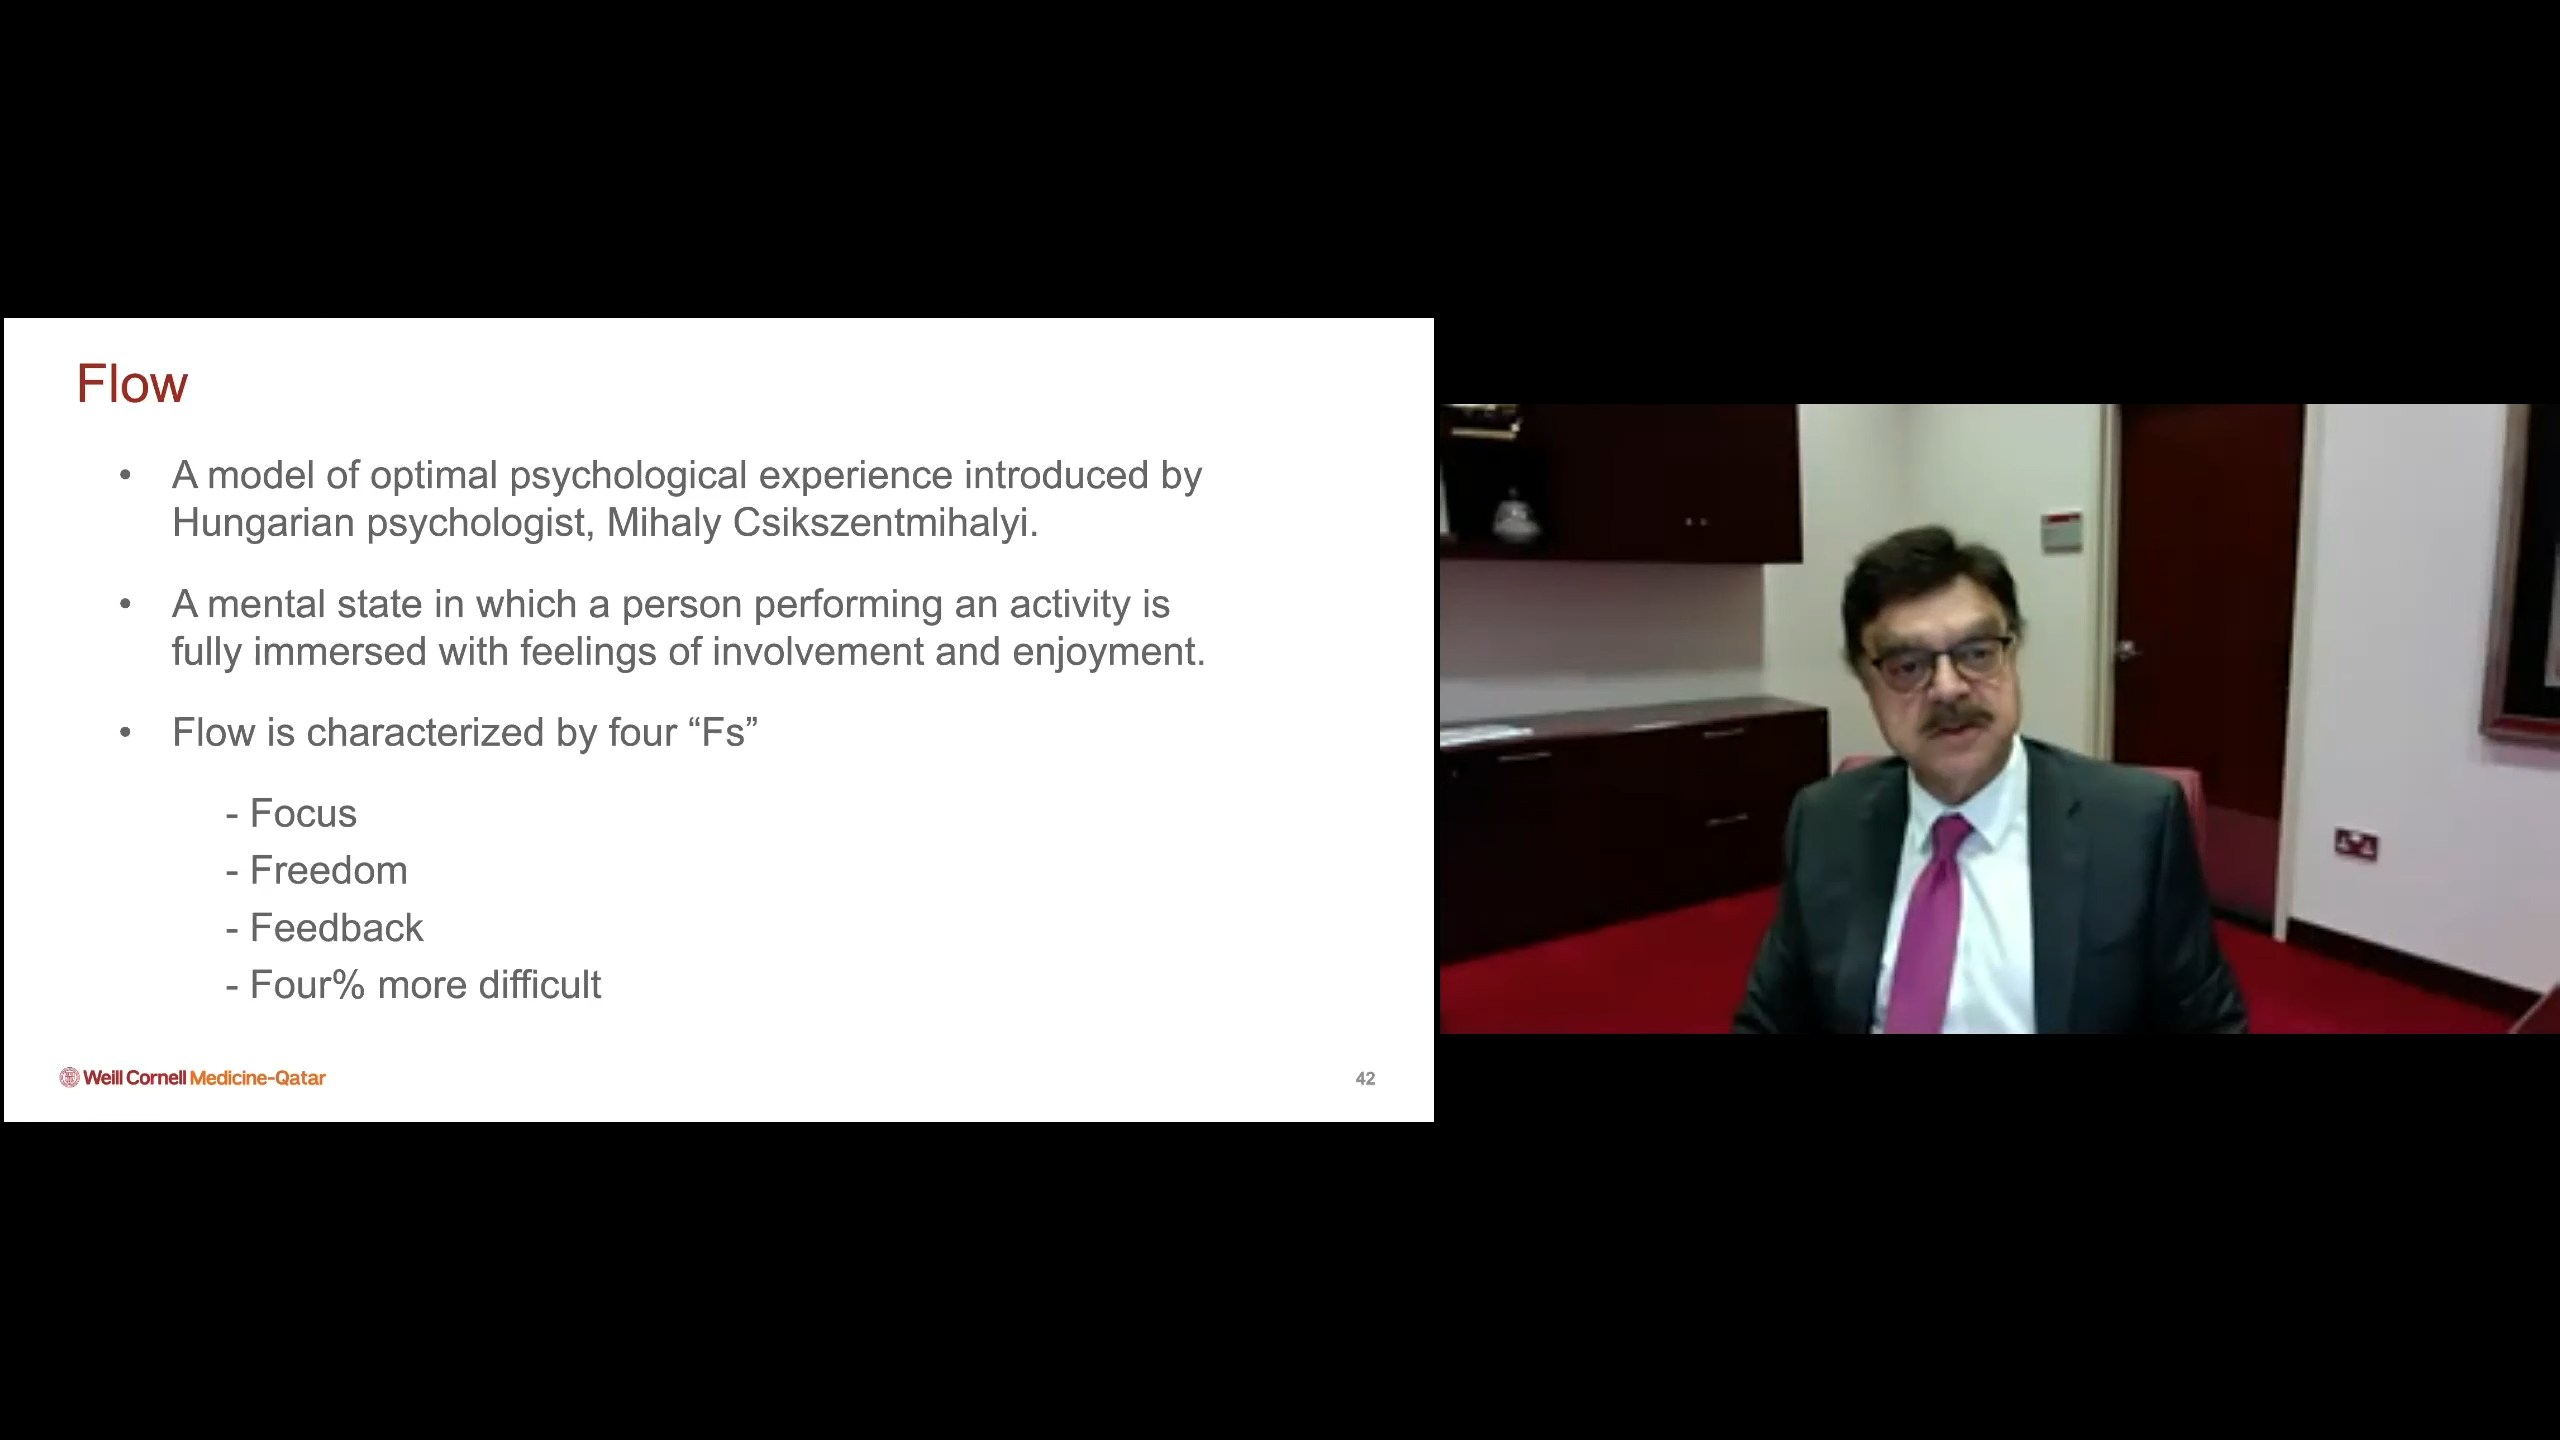 Flow
• A model of optimal psychological experience introduced by
Hungarian psychologist, Mihaly Csikszentmihalyi.
• A mental state in which a person performing an activity is
fully immersed with feelings of involvement and enjoyment.
• Flow is characterized by four “Fs”
- Focus
- Freedom
- Feedback
- Four% more difficult
Weill Cornell Medicine-Qatar
42